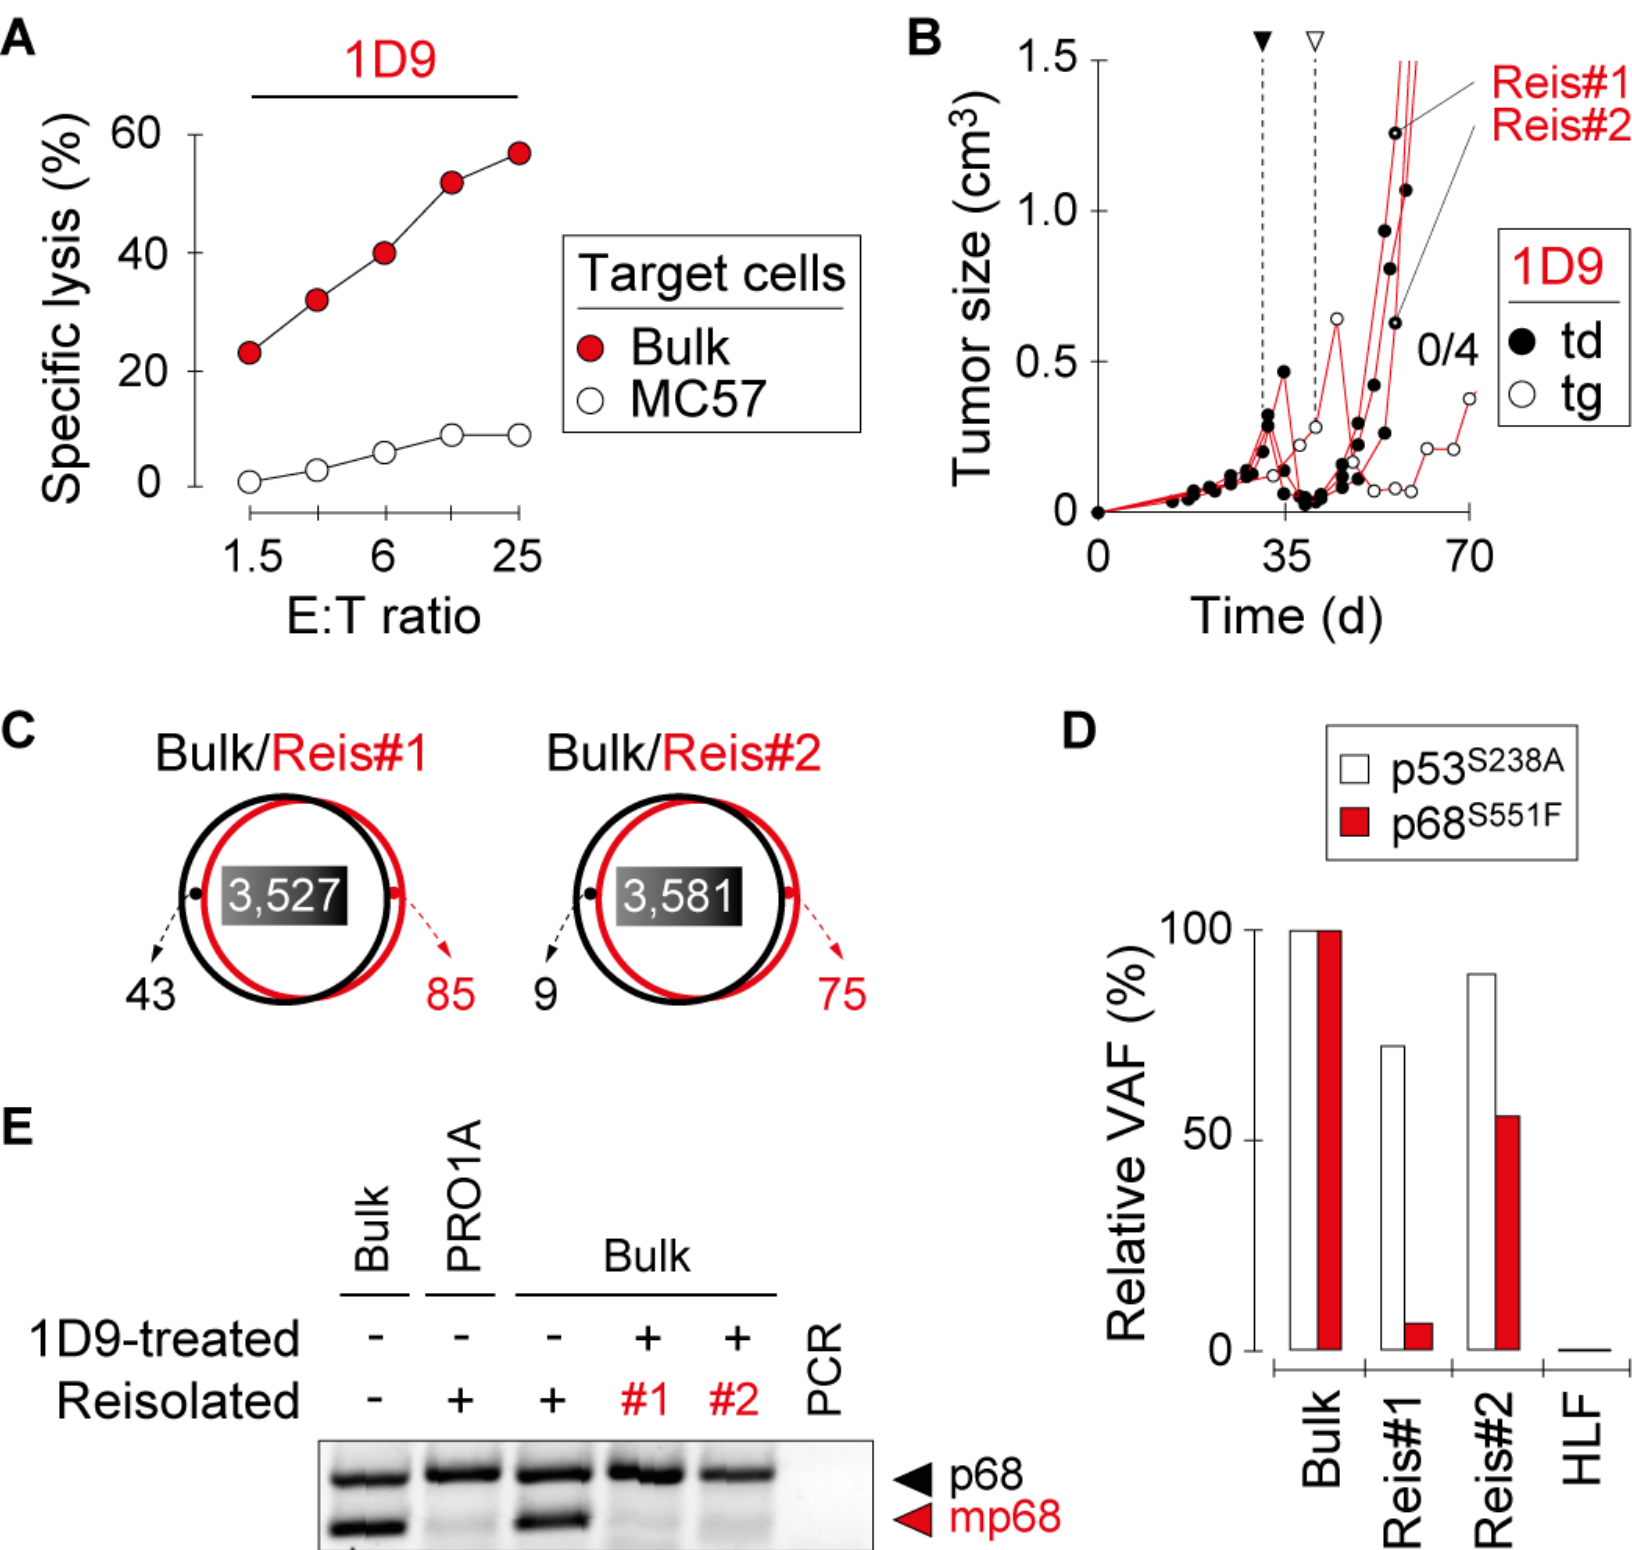 A
1D9
Specific lysis (%)
60
40
20
0
1.5
6
25
E:T ratio
Target cells
Bulk
MC57
B
Tumor size (cm³)
1.5
1.0
0.5
0
0
35
70
Time (d)
Reis#1
Reis#2
0/4
1D9
td
tg
C
Bulk/Reis#1
3,527
43
85
Bulk/Reis#2
3,581
9
75
D
p53S238A
p68S551F
Relative VAF (%)
100
50
0
Bulk
Reis#1
Reis#2
HLF
E
Bulk
PRO1A
Bulk
1D9-treated - - - + +
Reisolated - + + #1 #2
PCR
p68
mp68